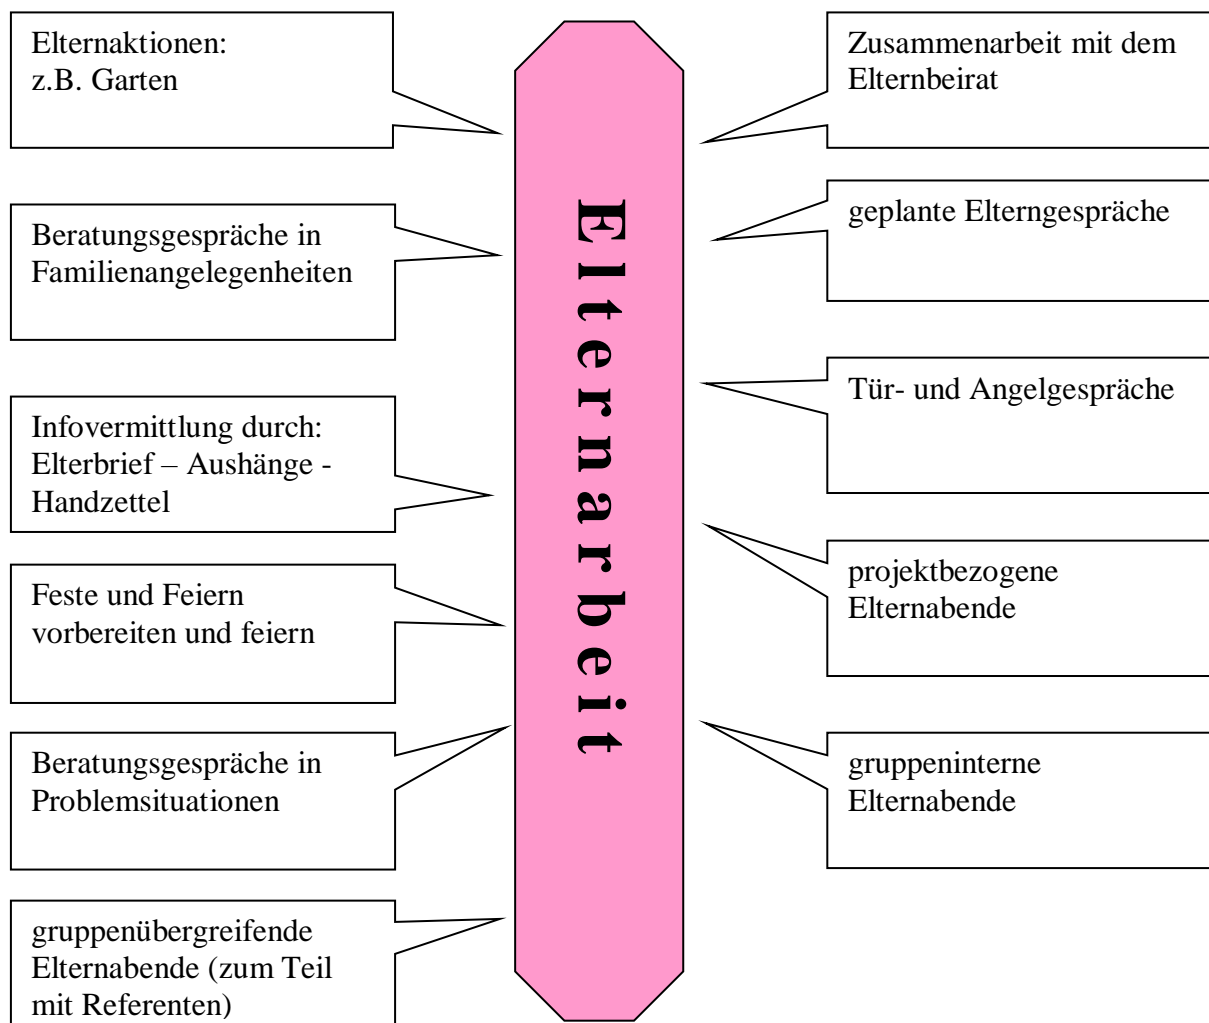 Elternaktionen:
z.B. Garten
Beratungsgespräche in
Familienangelegenheiten
Infovermittlung durch:
Elterbrief – Aushänge -
Handzettel
Feste und Feiern
vorbereiten und feiern
Beratungsgespräche in
Problemsituationen
gruppenübergreifende
Elternabende (zum Teil
mit Referenten)
Elternarbeit
Zusammenarbeit mit dem
Elternbeirat
geplante Elterngespräche
Tür- und Angelgespräche
projektbezogene
Elternabende
gruppeninterne
Elternabende